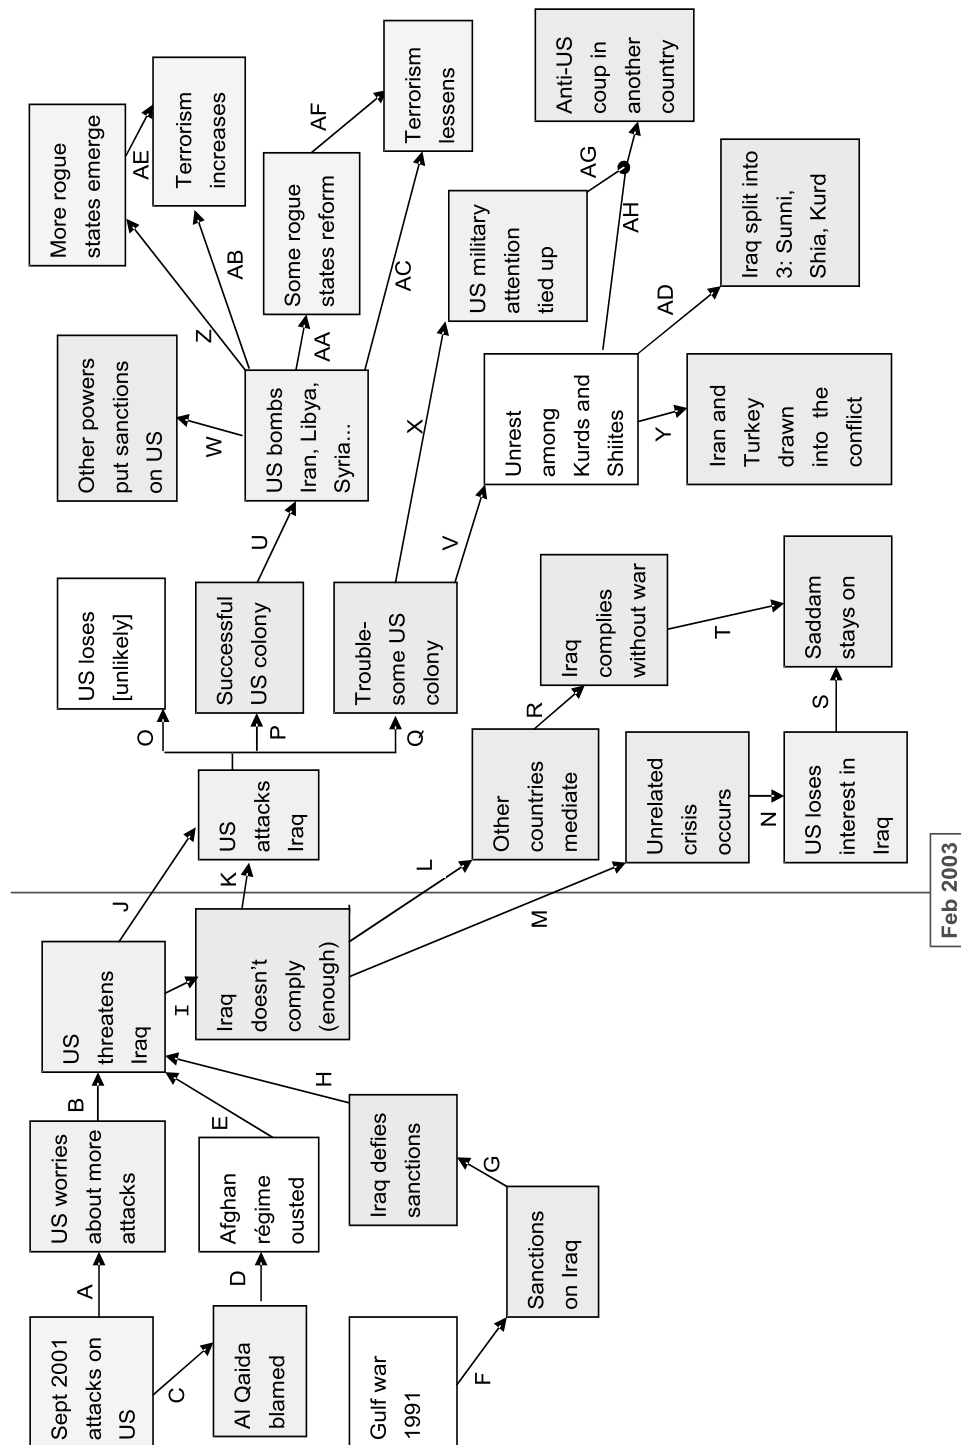 Sept 2001
attacks on
US
A
US worries
about more
attacks
B
US
threatens
Iraq
J
C
Al Qaida
blamed
D
Afghan
régime
ousted
E
I
Iraq
doesn't
comply
(enough)
K
Gulf war
1991
F
Sanctions
on Iraq
G
Iraq defies
sanctions
H
L
M
Feb 2003
US
attacks
Iraq
O
P
Q
US loses
[unlikely]
Successful
US colony
U
Trouble-
some US
colony
X
V
Other
countries
mediate
R
Iraq
complies
without war
T
Unrelated
crisis
occurs
N
US loses
interest in
Iraq
S
Saddam
stays on
Other powers
put sanctions
on US
W
US bombs
Iran, Libya,
Syria...
Z
AB
AA
AC
More rogue
states emerge
AE
Terrorism
increases
Some rogue
states reform
AF
Terrorism
lessens
US military
attention
tied up
AG
Unrest
among
Kurds and
Shiites
AH
AD
Y
Anti-US
coup in
another
country
Iraq split into
3: Sunni,
Shia, Kurd
Iran and
Turkey
drawn
into the
conflict